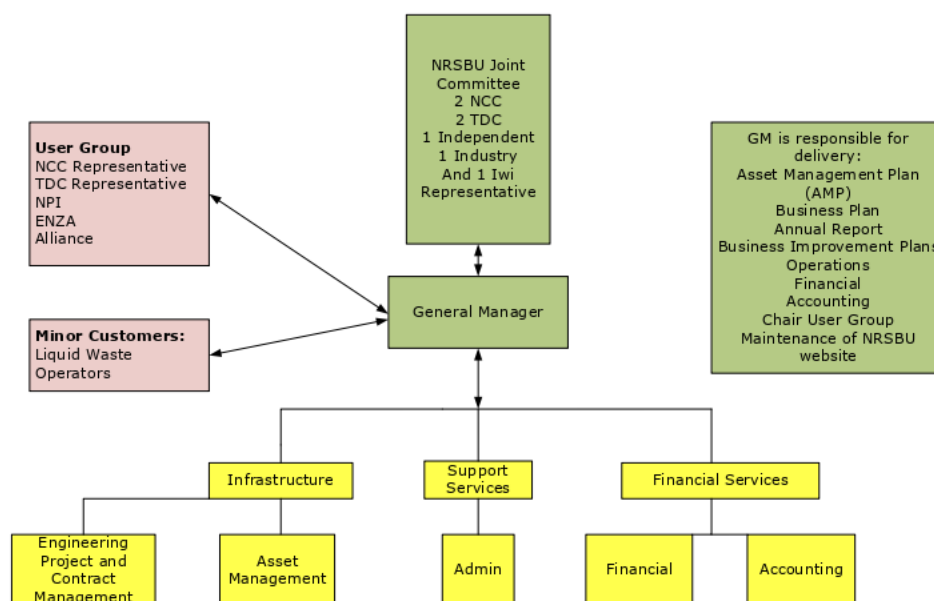 NRSBU Joint
Committee
2 NCC
2 TDC
1 Independent
1 Industry
And 1 Iwi
Representative
User Group
NCC Representative
TDC Representative
NPI
ENZA
Alliance
GM is responsible for
delivery:
Asset Management Plan
(AMP)
Business Plan
Annual Report
Business Improvement Plans
Operations
Financial
Accounting
Chair User Group
Maintenance of NRSBU
website
General Manager
Minor Customers:
Liquid Waste
Operators
Infrastructure
Support
Services
Financial Services
Engineering
Project and
Contract
Management
Asset
Management
Admin
Financial
Accounting